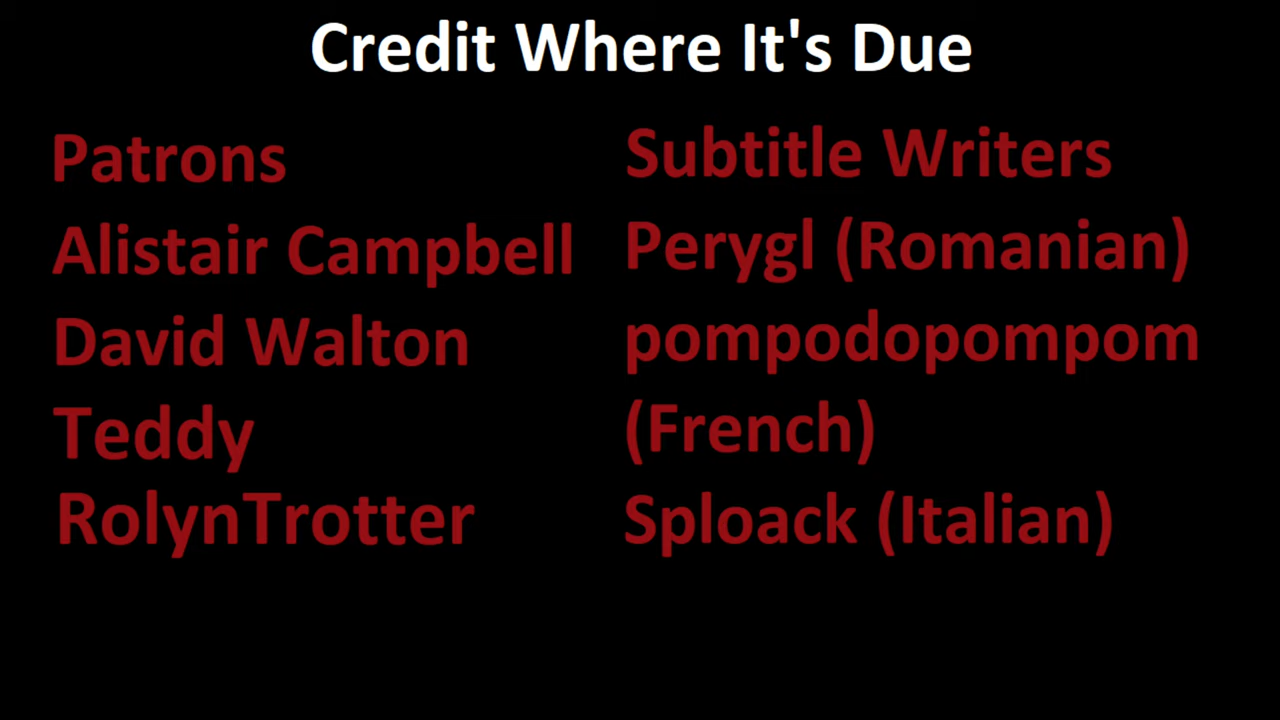 Credit Where It's Due
Patrons
Alistair Campbell
David Walton
Teddy
RolynTrotter
Subtitle Writers
Perygl (Romanian)
pompodopompom
(French)
Sploack (Italian)